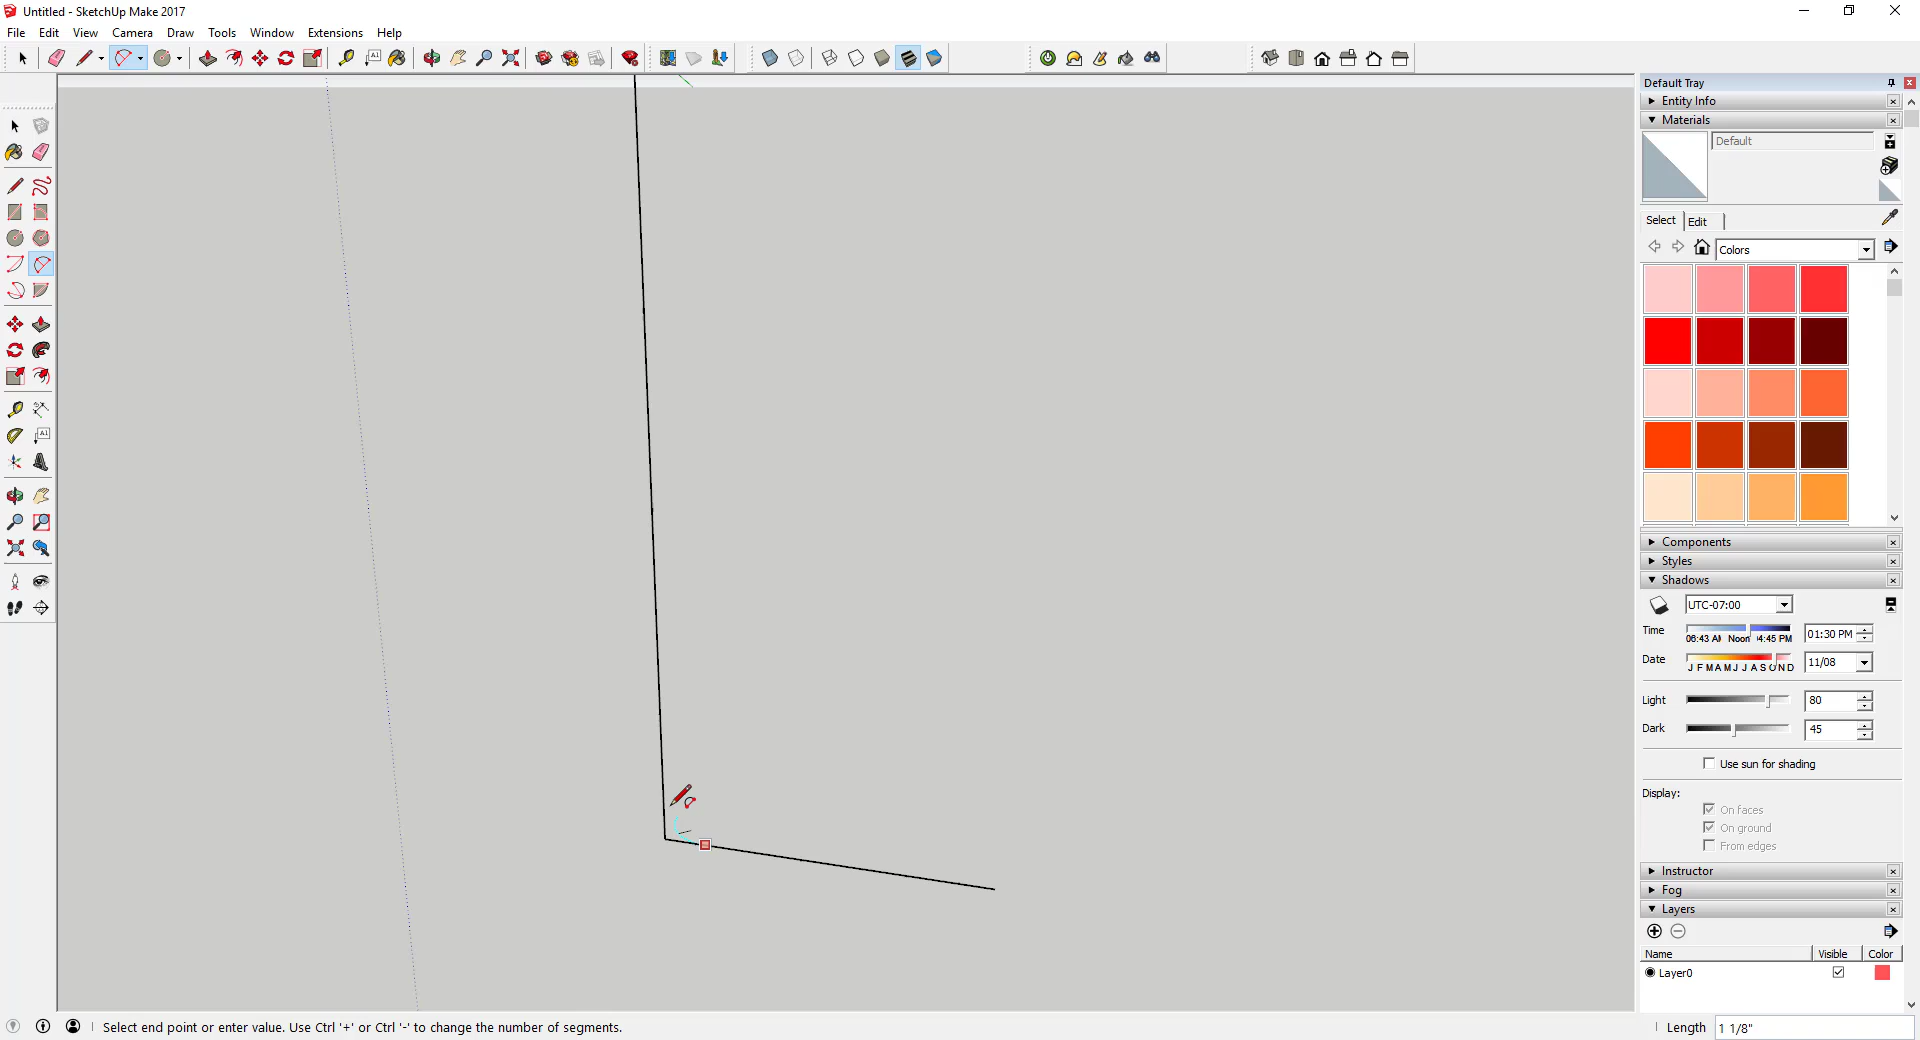 Untitled - SketchUp Make 2017
File Edit View Camera Draw Tools Window Extensions Help
A1
Default Tray
Entity Info
Materials
Default
Select Edit
Colors
A1
Components
Styles
Shadows
UTC-07:00
Time 06:43 AM Noon 04:45 PM 01:30 PM
Date J F M A M J J A S O N D 11/08
Light 80
Dark 45
Use sun for shading
Display:
On faces
On ground
From edges
Instructor
Fog
Layers
Name Visible Color
Layer0
Select end point or enter value. Use Ctrl '+' or Ctrl '-' to change the number of segments.
Length 1 1/8"